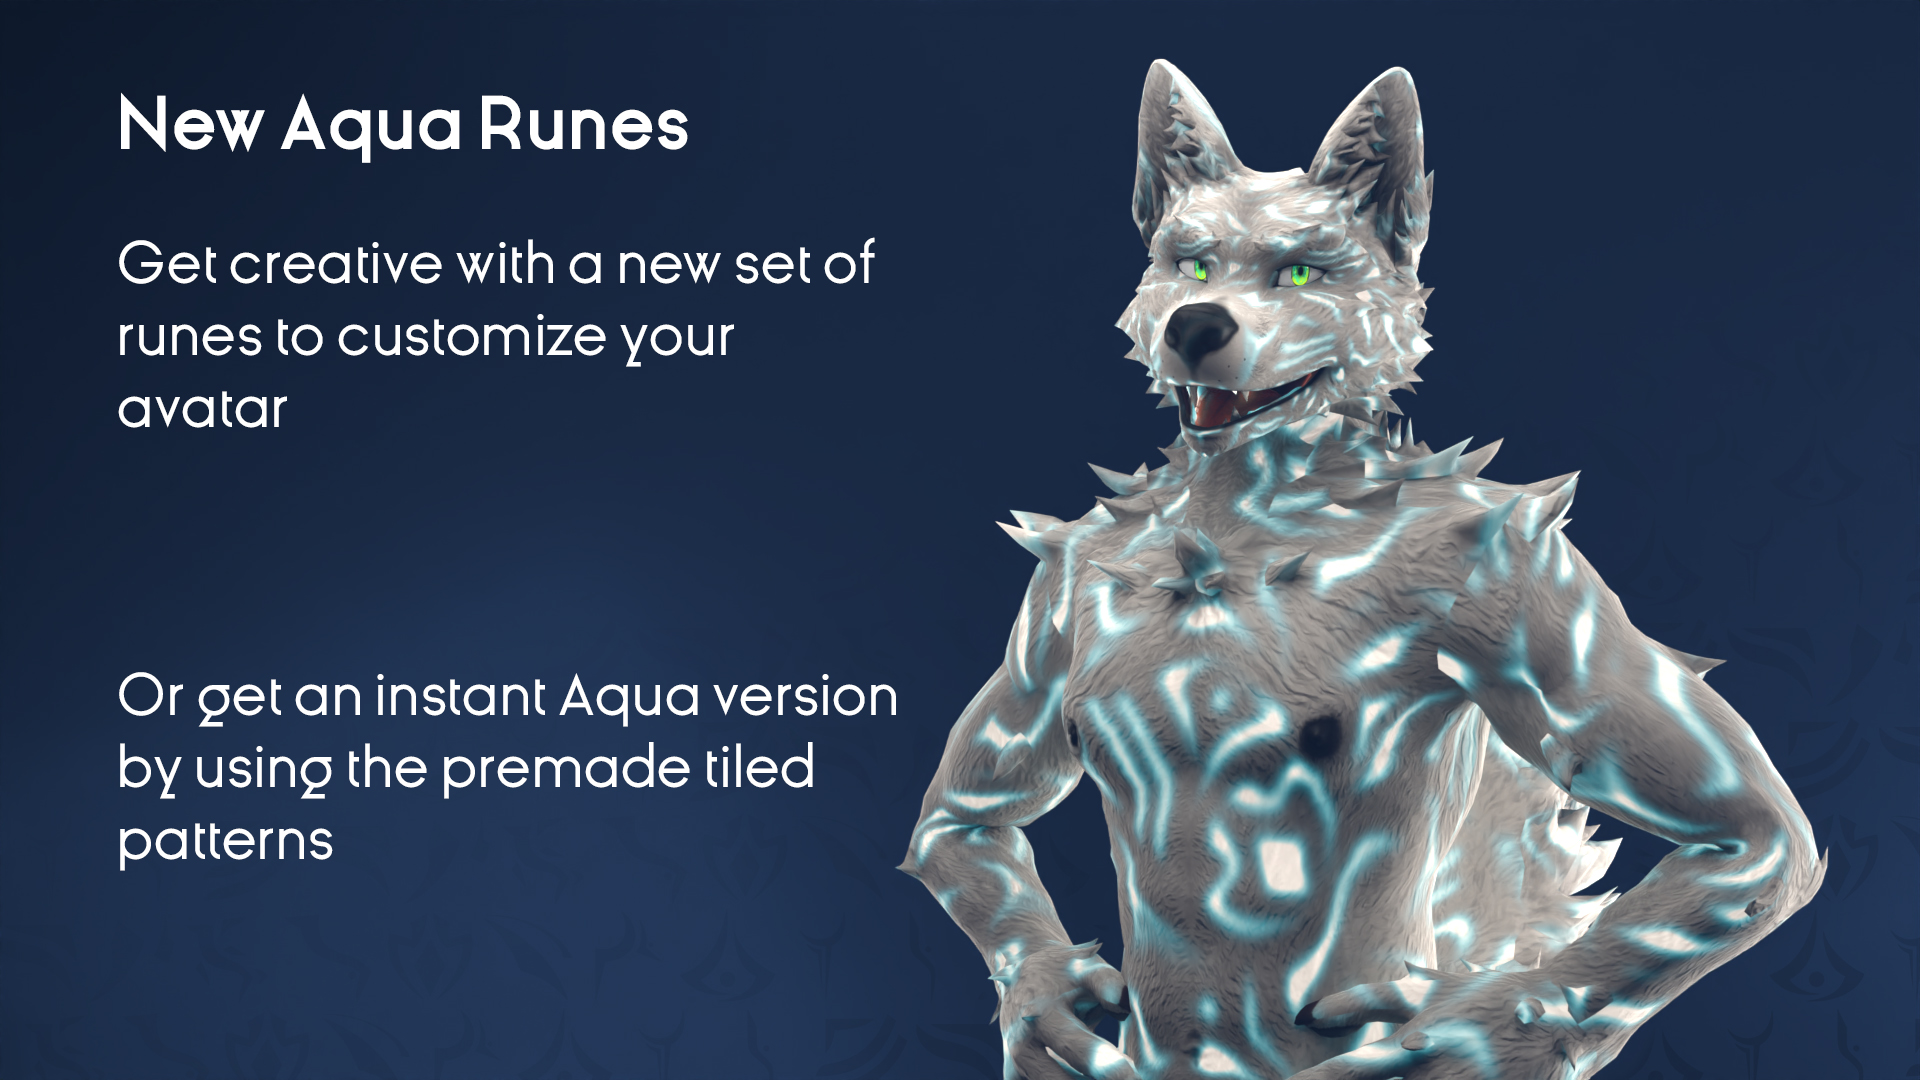 New Aqua Runes
Get creative with a new set of
runes to customize your
avatar
Or get an instant Aqua version
by using the premade tiled
patterns